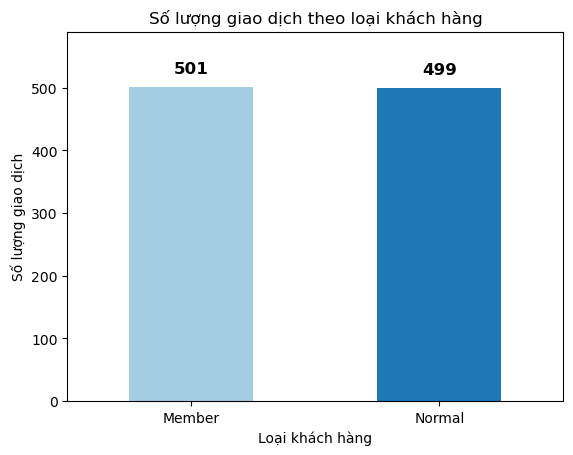 Số lượng giao dịch theo loại khách hàng
Số lượng giao dịch
500
400
300
200
100
0
501
499
Member
Normal
Loại khách hàng